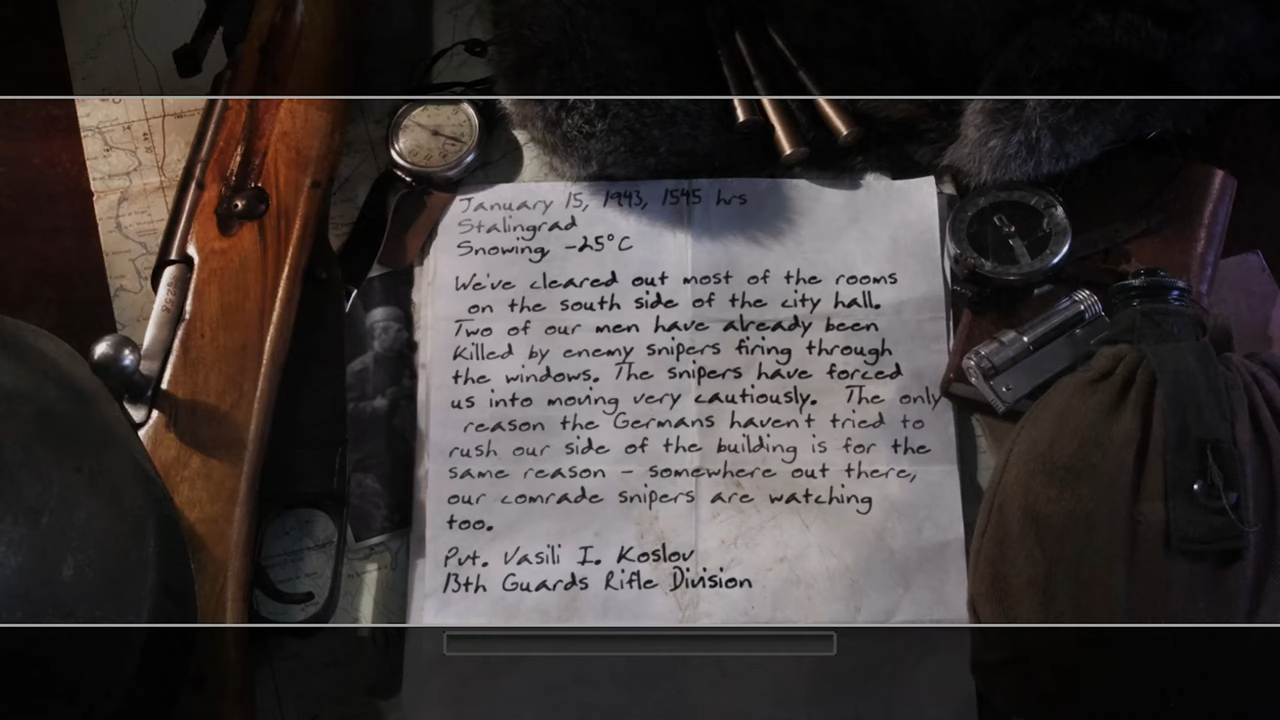 January 15, 1943, 1545 hrs
Stalingrad
Snowing -25°C
We've cleared out most of the rooms
on the south side of the city hall.
Two of our men have already been
killed by enemy snipers firing through
the windows. The snipers have forced
us into moving very cautiously. The only
reason the Germans haven't tried to
rush our side of the building is for the
same reason - somewhere out there,
our comrade snipers are watching
too.
Pvt. Vasili I. Koslov
13th Guards Rifle Division